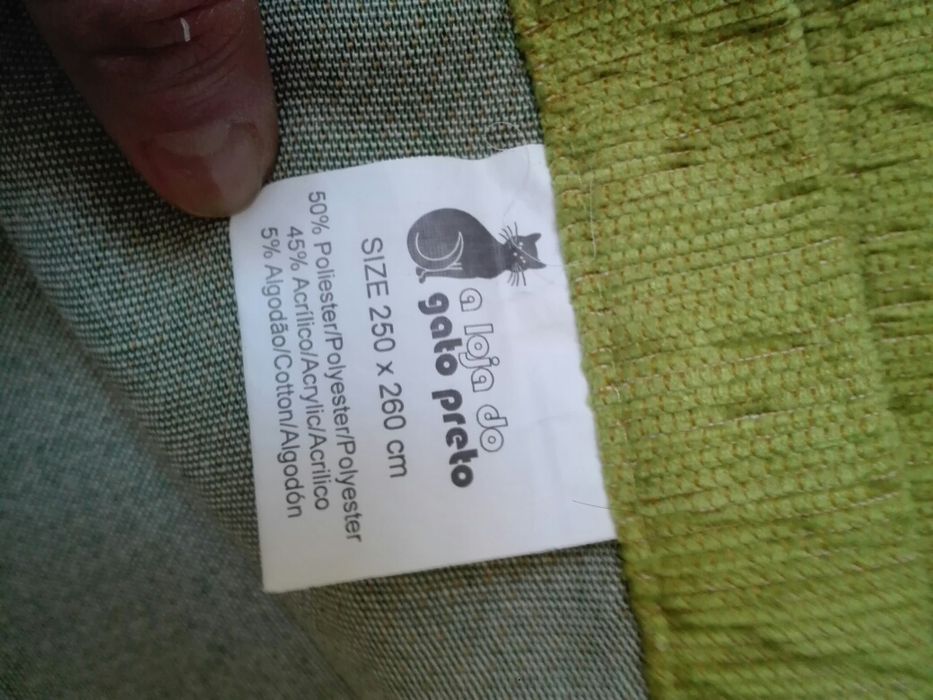 a loja do
gato preto
SIZE 250 x 260 cm
50% Poliester/Polyester/Polyester
45% Acrílico/Acrylic/Acrilico
5% Algodão/Cotton/Algodón